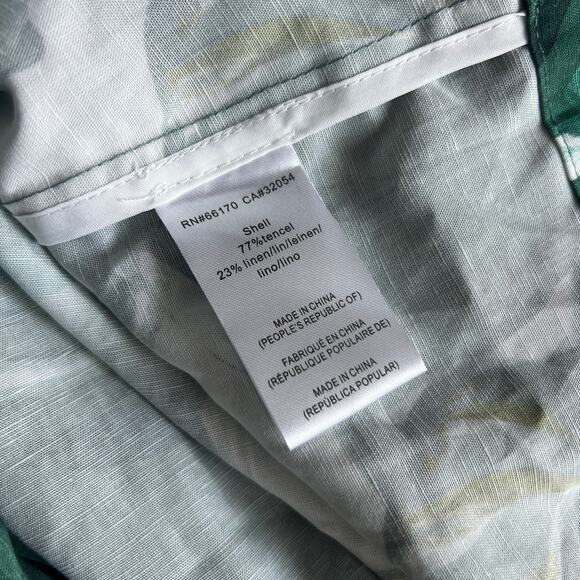 RN#66170 CA#32054
Shell
77%tencel
23% linen/lin/leinen/
lino/lino
MADE IN CHINA
(PEOPLE'S REPUBLIC OF)
FABRIQUÉ EN CHINA
(RÉPUBLIQUE POPULAIRE DE)
MADE IN CHINA
(REPÚBLICA POPULAR)